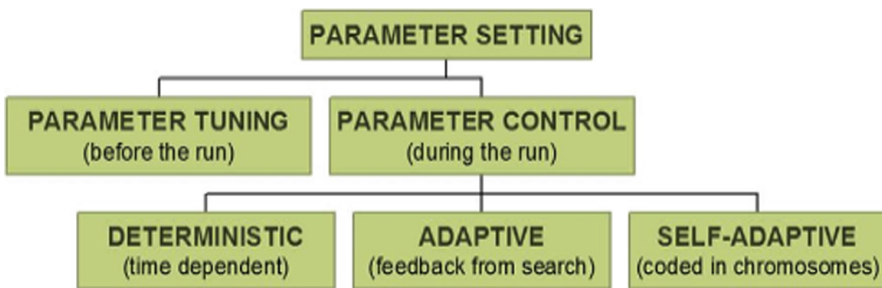 PARAMETER SETTING
PARAMETER TUNING
(before the run)
PARAMETER CONTROL
(during the run)
DETERMINISTIC
(time dependent)
ADAPTIVE
(feedback from search)
SELF-ADAPTIVE
(coded in chromosomes)